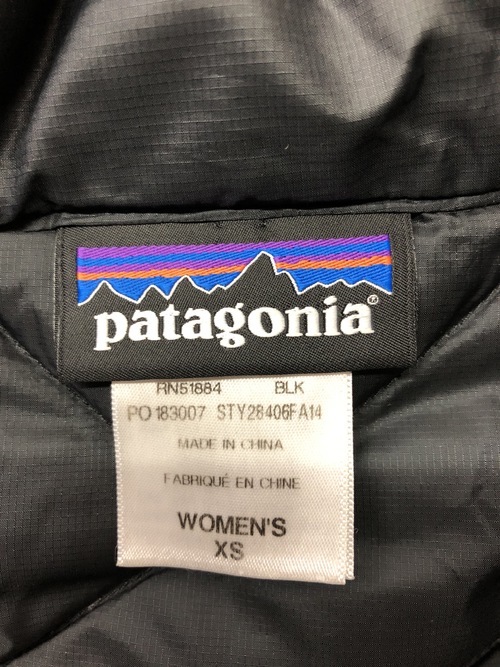 patagonia®
RN51884 BLK
PO 183007 STY28406FA14
MADE IN CHINA
FABRIQUÉ EN CHINE
WOMEN'S
XS